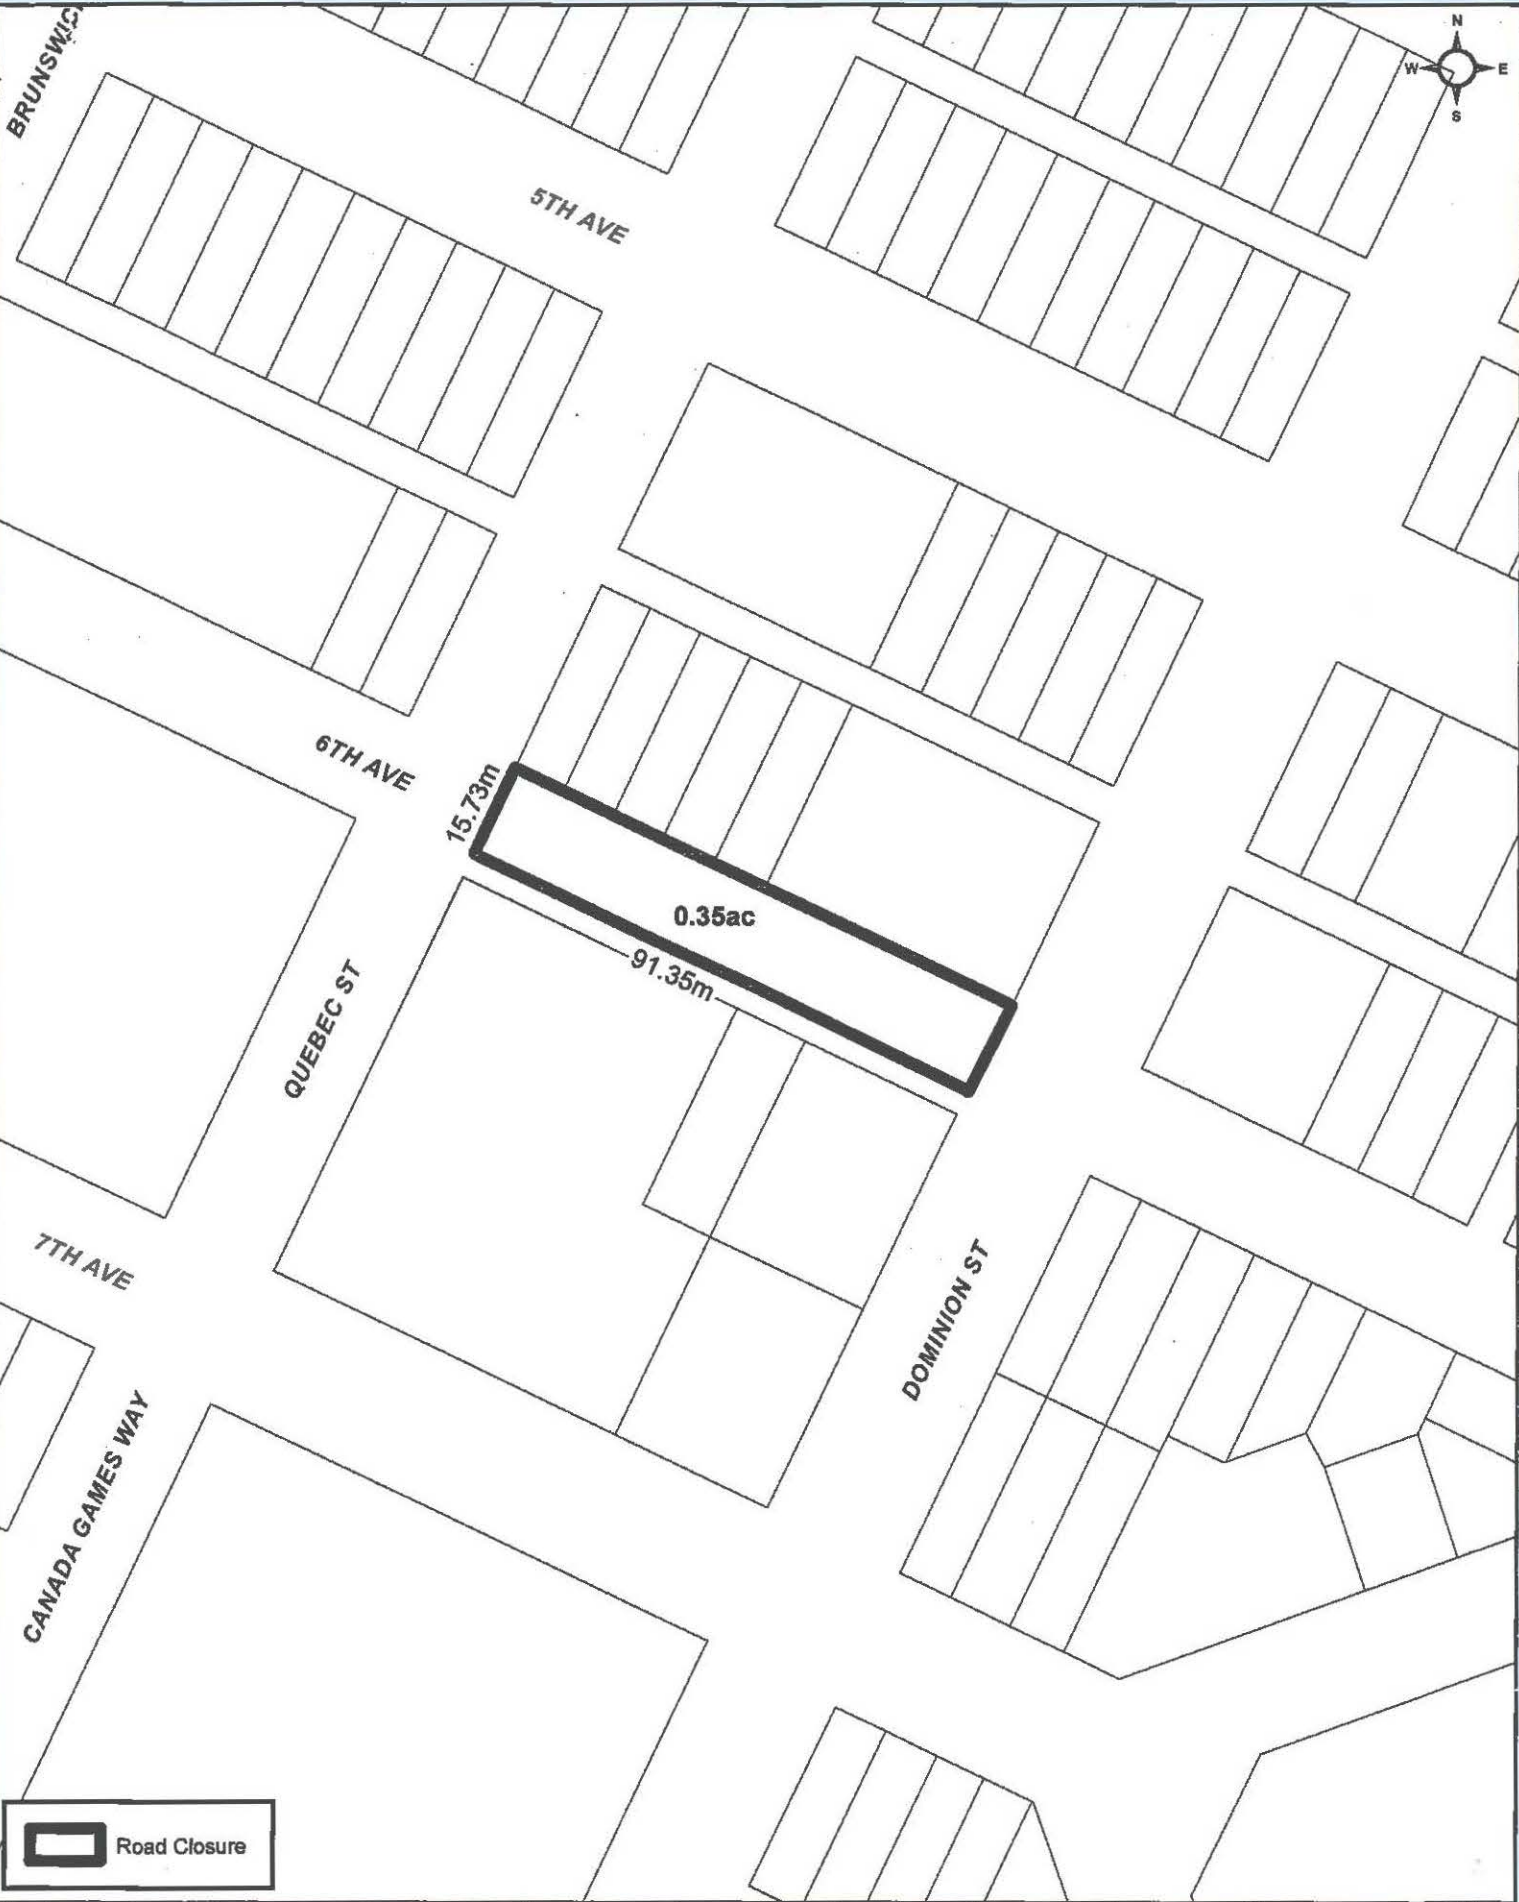 BRUNSWIC
N
W E
S
5TH AVE
6TH AVE
15.73m
0.35ac
91.35m
QUEBEC ST
7TH AVE
DOMINION ST
CANADA GAMES WAY
Road Closure